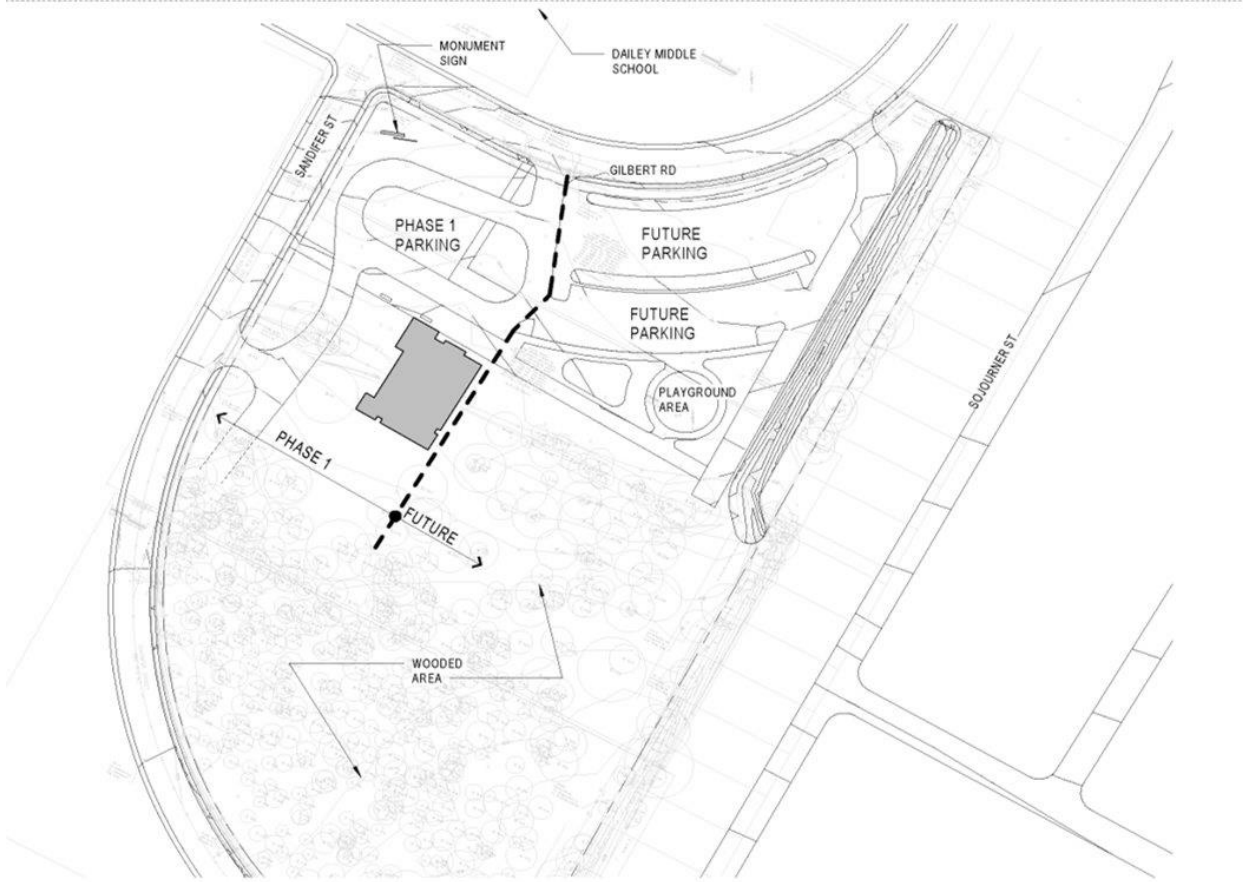 MONUMENT
SIGN
DAILEY MIDDLE
SCHOOL
SANDIFER ST
GILBERT RD
PHASE 1
PARKING
FUTURE
PARKING
FUTURE
PARKING
PLAYGROUND
AREA
SOJOURNER ST
PHASE 1
FUTURE
WOODED
AREA